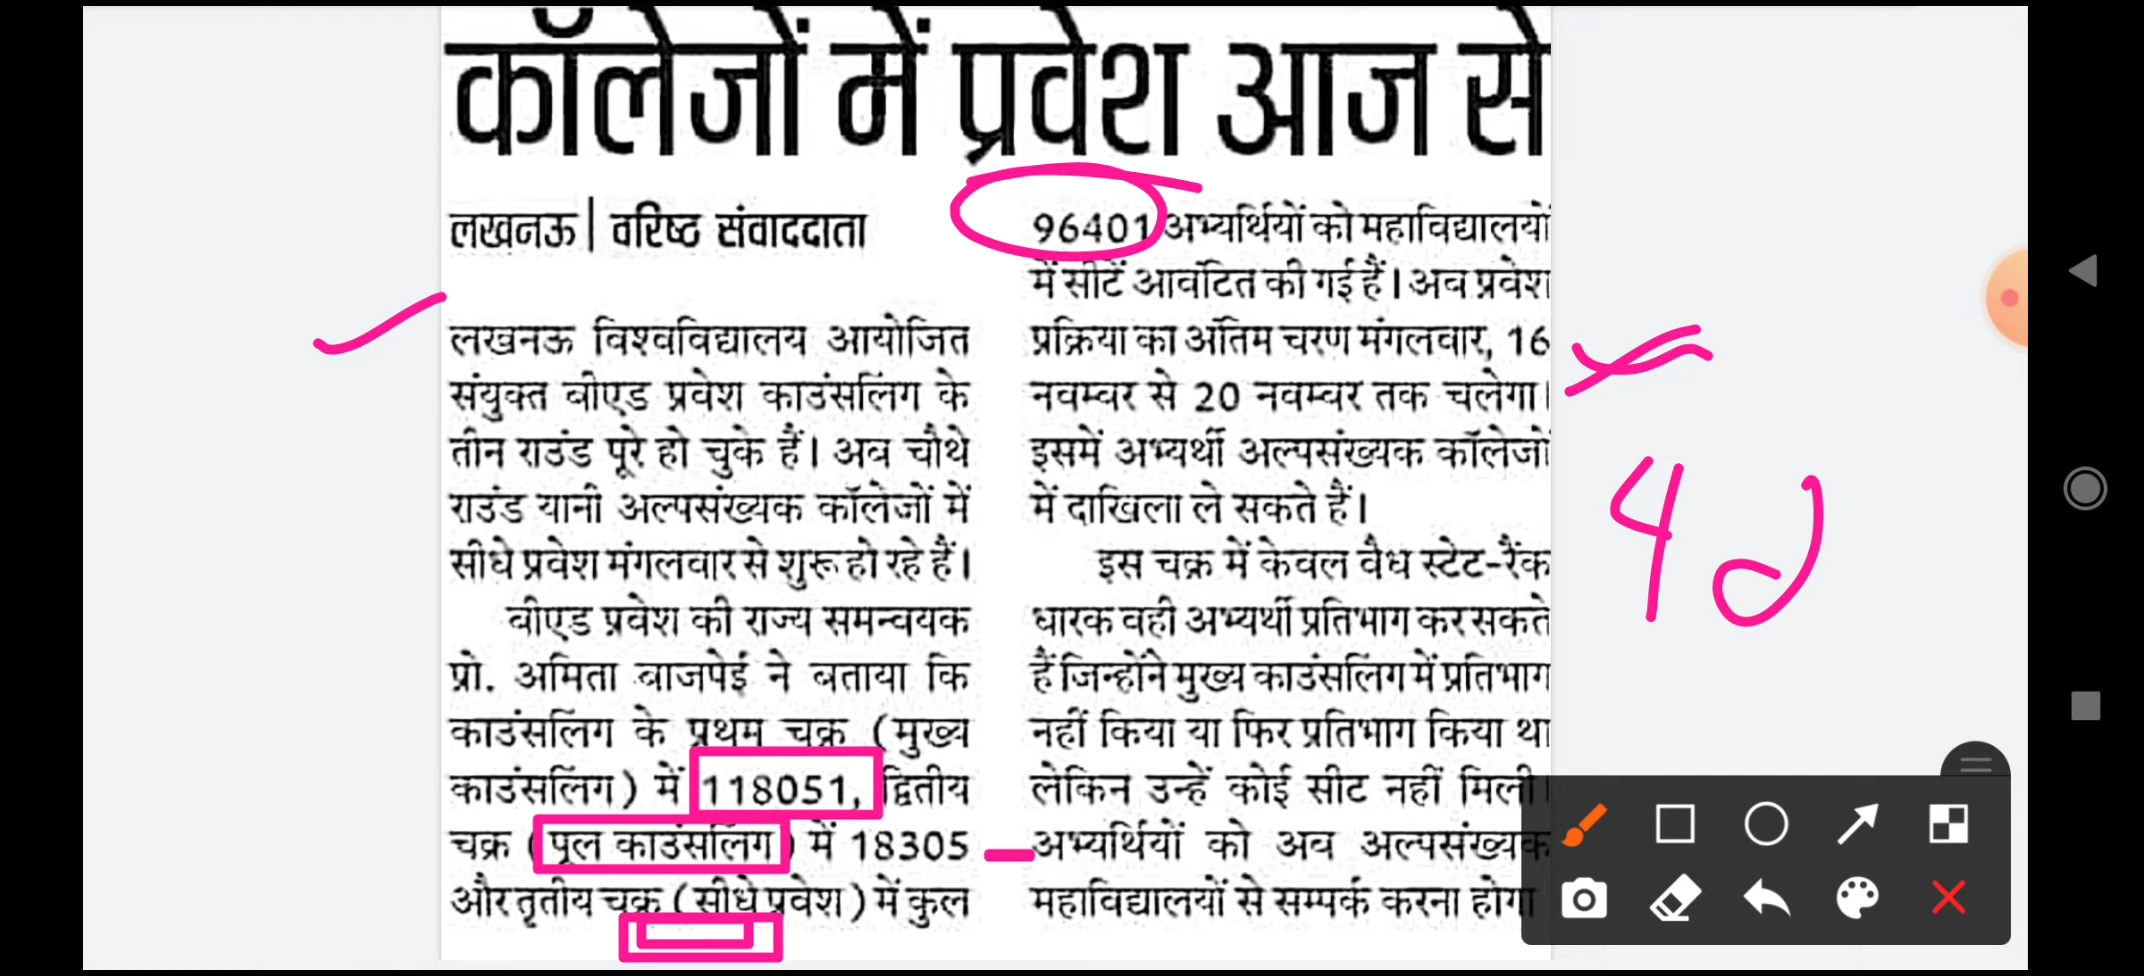 कॉलेजों में प्रवेश आज से
लखनऊ | वरिष्ठ संवाददाता
लखनऊ विश्वविद्यालय आयोजित
संयुक्त बीएड प्रवेश काउंसलिंग के
तीन राउंड पूरे हो चुके हैं। अब चौथे
राउंड यानी अल्पसंख्यक कॉलेजों में
सीधे प्रवेश मंगलवार से शुरू हो रहे हैं।
बीएड प्रवेश की राज्य समन्वयक
प्रो. अमिता बाजपेई ने बताया कि
काउंसलिंग के प्रथम चक्र (मुख्य
काउंसलिंग) में 118051, द्वितीय
चक्र (पूल काउंसलिंग) में 18305
और तृतीय चक्र (सीधे प्रवेश) में कुल
96401 अभ्यर्थियों को महाविद्यालयों
में सीटें आवंटित की गई हैं। अब प्रवेश
प्रक्रिया का अंतिम चरण मंगलवार, 16
नवम्बर से 20 नवम्बर तक चलेगा।
इसमें अभ्यर्थी अल्पसंख्यक कॉलेजों
में दाखिला ले सकते हैं।
इस चक्र में केवल वैध स्टेट-रैंक
धारक वही अभ्यर्थी प्रतिभाग कर सकते
हैं जिन्होंने मुख्य काउंसलिंग में प्रतिभाग
नहीं किया या फिर प्रतिभाग किया था
लेकिन उन्हें कोई सीट नहीं मिली।
अभ्यर्थियों को अब अल्पसंख्यक
महाविद्यालयों से सम्पर्क करना होगा